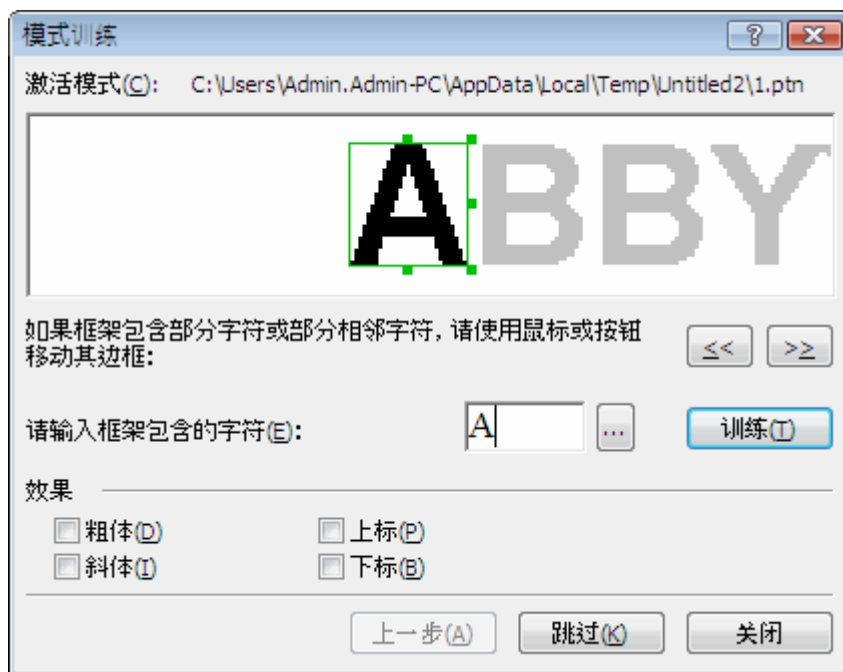 模式训练
激活模式(C): C:\Users\Admin.Admin-PC\AppData\Local\Temp\Untitled2\1.ptn
ABBY
如果框架包含部分字符或部分相邻字符，请使用鼠标或按钮
移动其边框:
<< >>
请输入框架包含的字符(E): A ... 训练(T)
效果
粗体(D) 上标(P)
斜体(I) 下标(B)
上一步(A) 跳过(K) 关闭